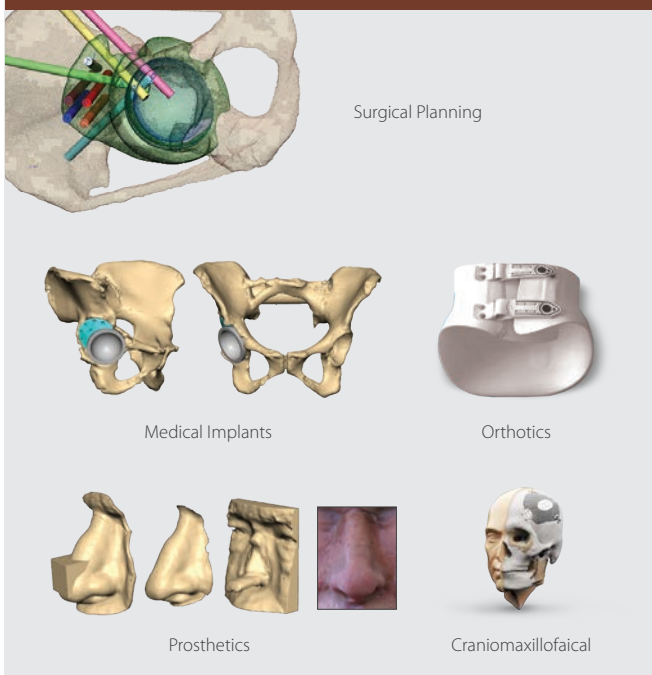 Surgical Planning
Medical Implants
Orthotics
Prosthetics
Craniomaxillofaical